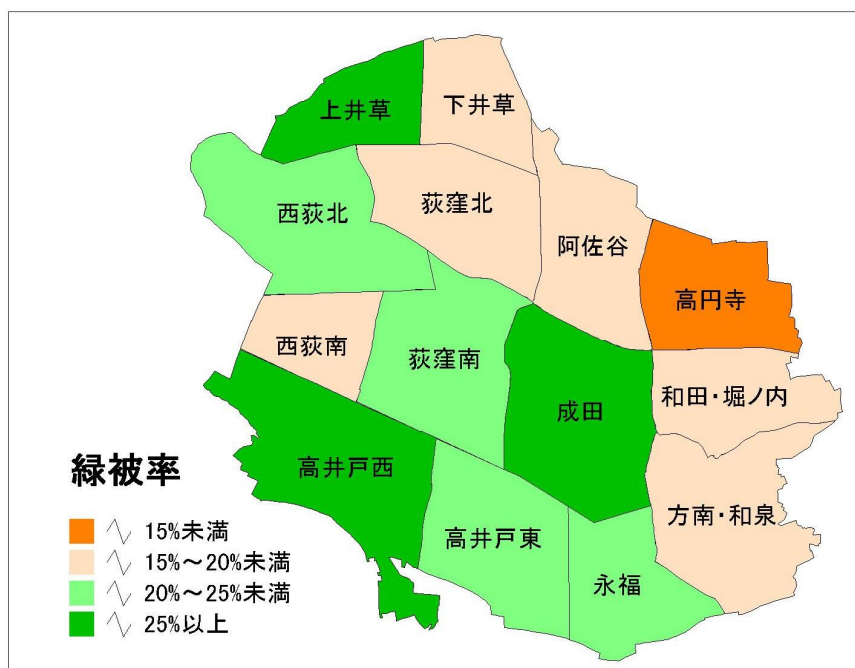 上井草
下井草
西荻北
荻窪北
阿佐谷
高円寺
西荻南
荻窪南
成田
和田・堀ノ内
高井戸西
高井戸東
永福
方南・和泉
緑被率
15%未満
15%～20%未満
20%～25%未満
25%以上